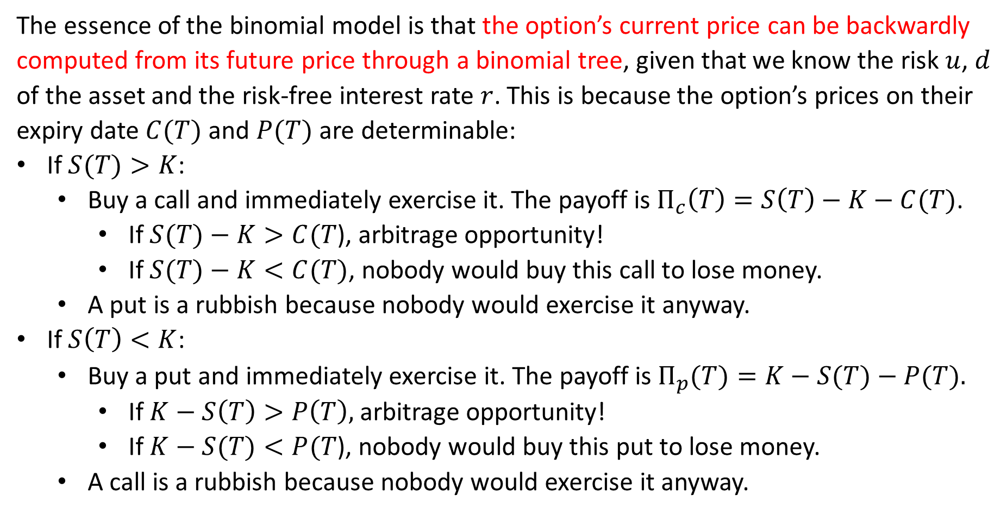 The essence of the binomial model is that the option’s current price can be backwardly
computed from its future price through a binomial tree, given that we know the risk u, d
of the asset and the risk-free interest rate r. This is because the option’s prices on their
expiry date C(T) and P(T) are determinable:
• If S(T) > K:
• Buy a call and immediately exercise it. The payoff is Π_c(T) = S(T) − K − C(T).
• If S(T) − K > C(T), arbitrage opportunity!
• If S(T) − K < C(T), nobody would buy this call to lose money.
• A put is a rubbish because nobody would exercise it anyway.
• If S(T) < K:
• Buy a put and immediately exercise it. The payoff is Π_p(T) = K − S(T) − P(T).
• If K − S(T) > P(T), arbitrage opportunity!
• If K − S(T) < P(T), nobody would buy this put to lose money.
• A call is a rubbish because nobody would exercise it anyway.